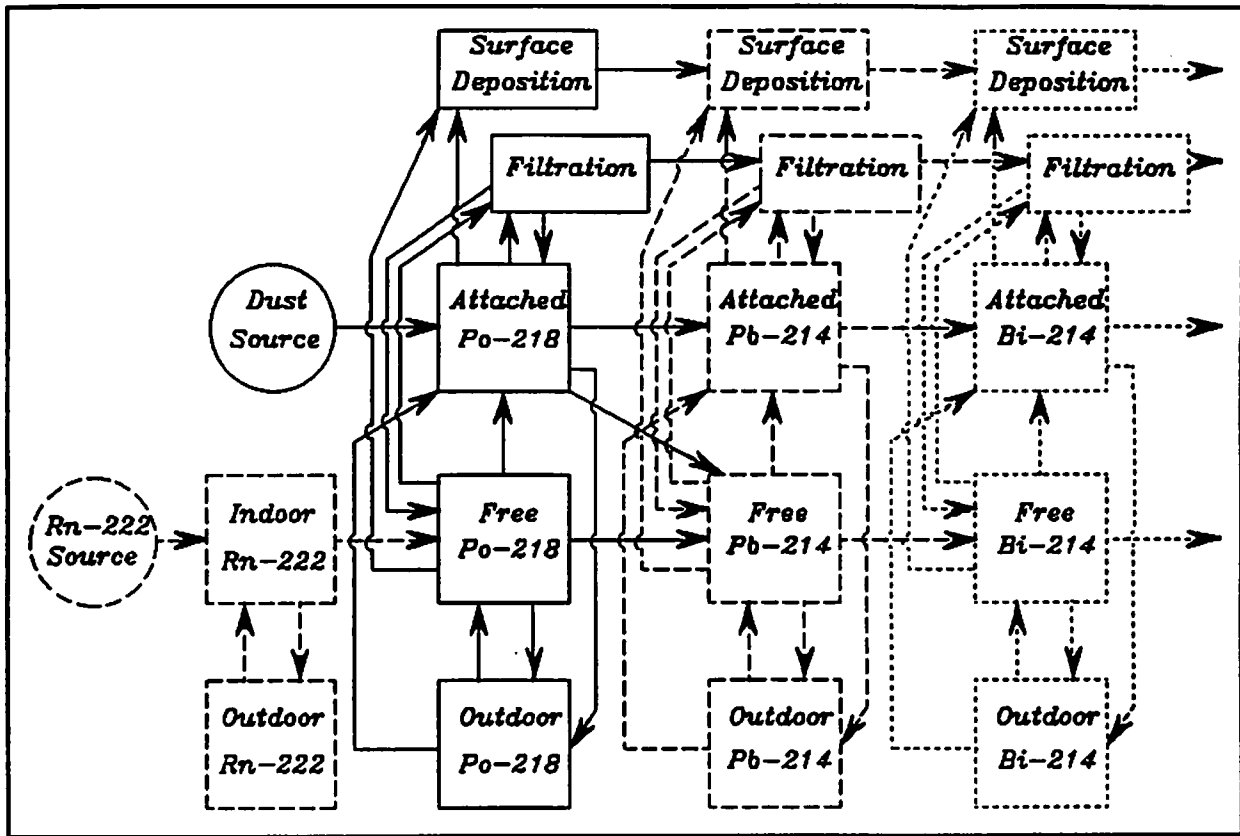 Surface
Deposition
Surface
Deposition
Surface
Deposition
Filtration
Filtration
Filtration
Dust
Source
Attached
Po-218
Attached
Pb-214
Attached
Bi-214
Rn-222
Source
Indoor
Rn-222
Free
Po-218
Free
Pb-214
Free
Bi-214
Outdoor
Rn-222
Outdoor
Po-218
Outdoor
Pb-214
Outdoor
Bi-214